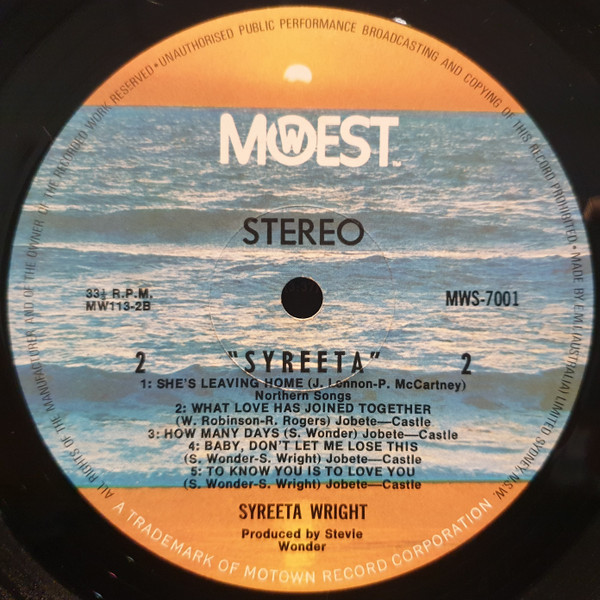 ALL RIGHTS OF THE MANUFACTURER AND OF THE OWNER OF THE RECORDED WORK RESERVED • UNAUTHORISED PUBLIC PERFORMANCE BROADCASTING AND COPYING OF THIS RECORD PROHIBITED • MADE BY E.M.I. (AUSTRALIA) LIMITED SYDNEY, N.S.W.
MOWEST TM
STEREO
33⅓ R.P.M.
MW113-2B
MWS-7001
2 "SYREETA" 2
1: SHE'S LEAVING HOME (J. Lennon-P. McCartney)
Northern Songs
2: WHAT LOVE HAS JOINED TOGETHER
(W. Robinson-R. Rogers) Jobete—Castle
3: HOW MANY DAYS (S. Wonder) Jobete—Castle
4: BABY, DON'T LET ME LOSE THIS
(S. Wonder-S. Wright) Jobete—Castle
5: TO KNOW YOU IS TO LOVE YOU
(S. Wonder-S. Wright) Jobete—Castle
SYREETA WRIGHT
Produced by Stevie
Wonder
A TRADEMARK OF MOTOWN RECORD CORPORATION.